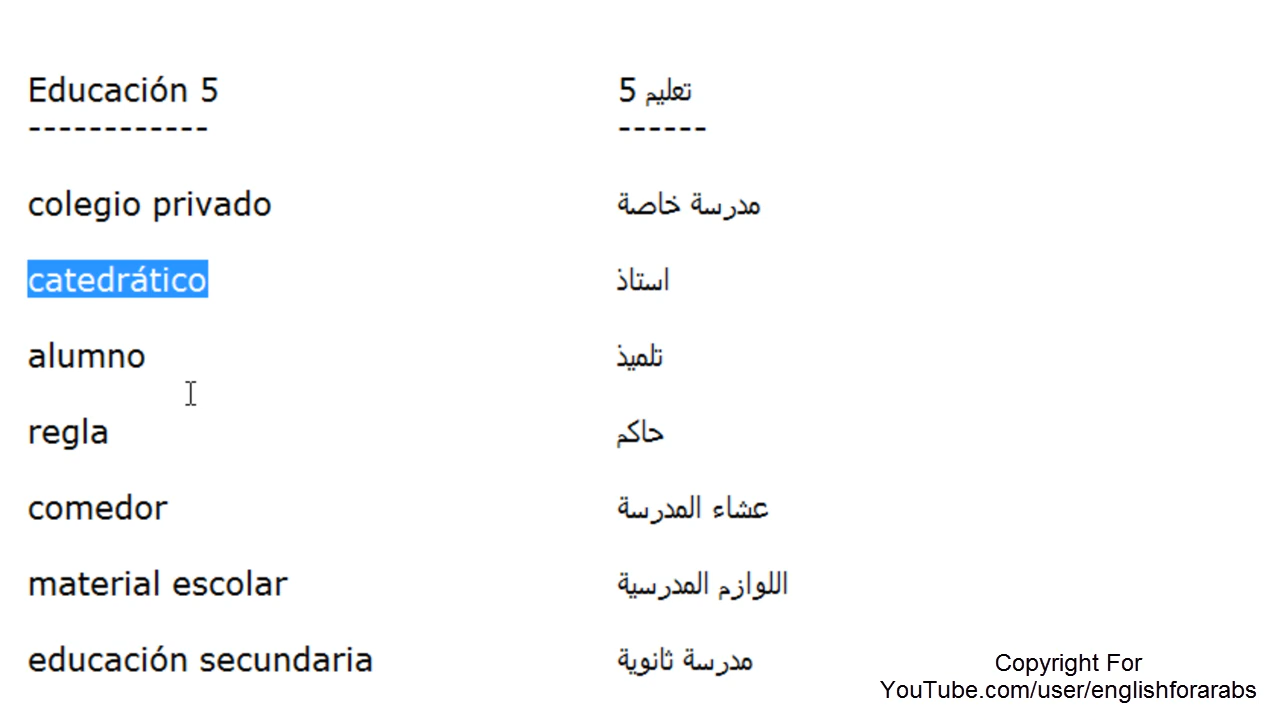 Educación 5 تعليم 5
------------ ------
colegio privado مدرسة خاصة
catedrático استاذ
alumno تلميذ
regla حاكم
comedor عشاء المدرسة
material escolar اللوازم المدرسية
educación secundaria مدرسة ثانوية
Copyright For
YouTube.com/user/englishforarabs